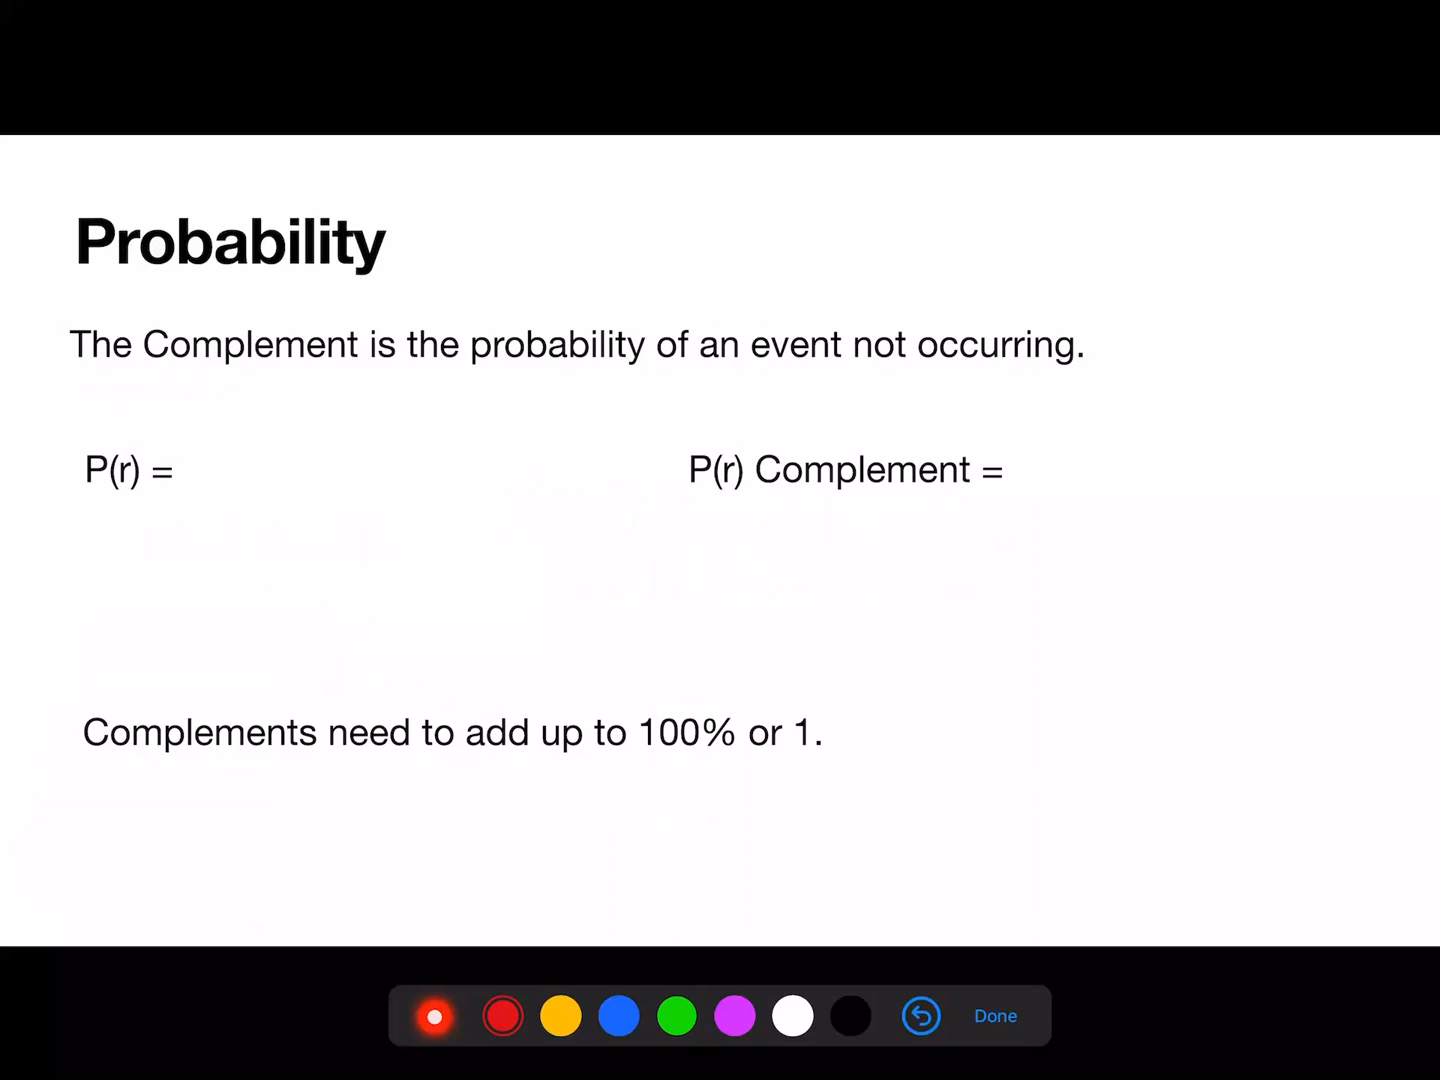 Probability
The Complement is the probability of an event not occurring.
P(r) =
P(r) Complement =
Complements need to add up to 100% or 1.
Done